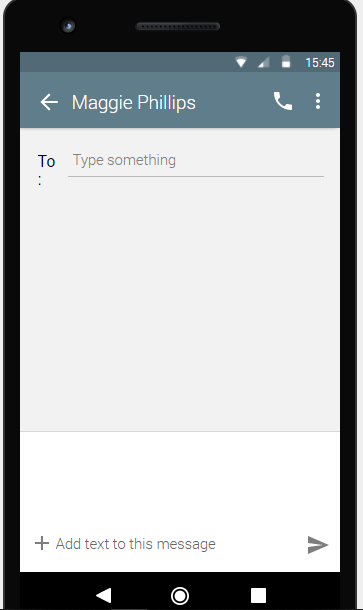 15:45
Maggie Phillips
To
:
Type something
Add text to this message